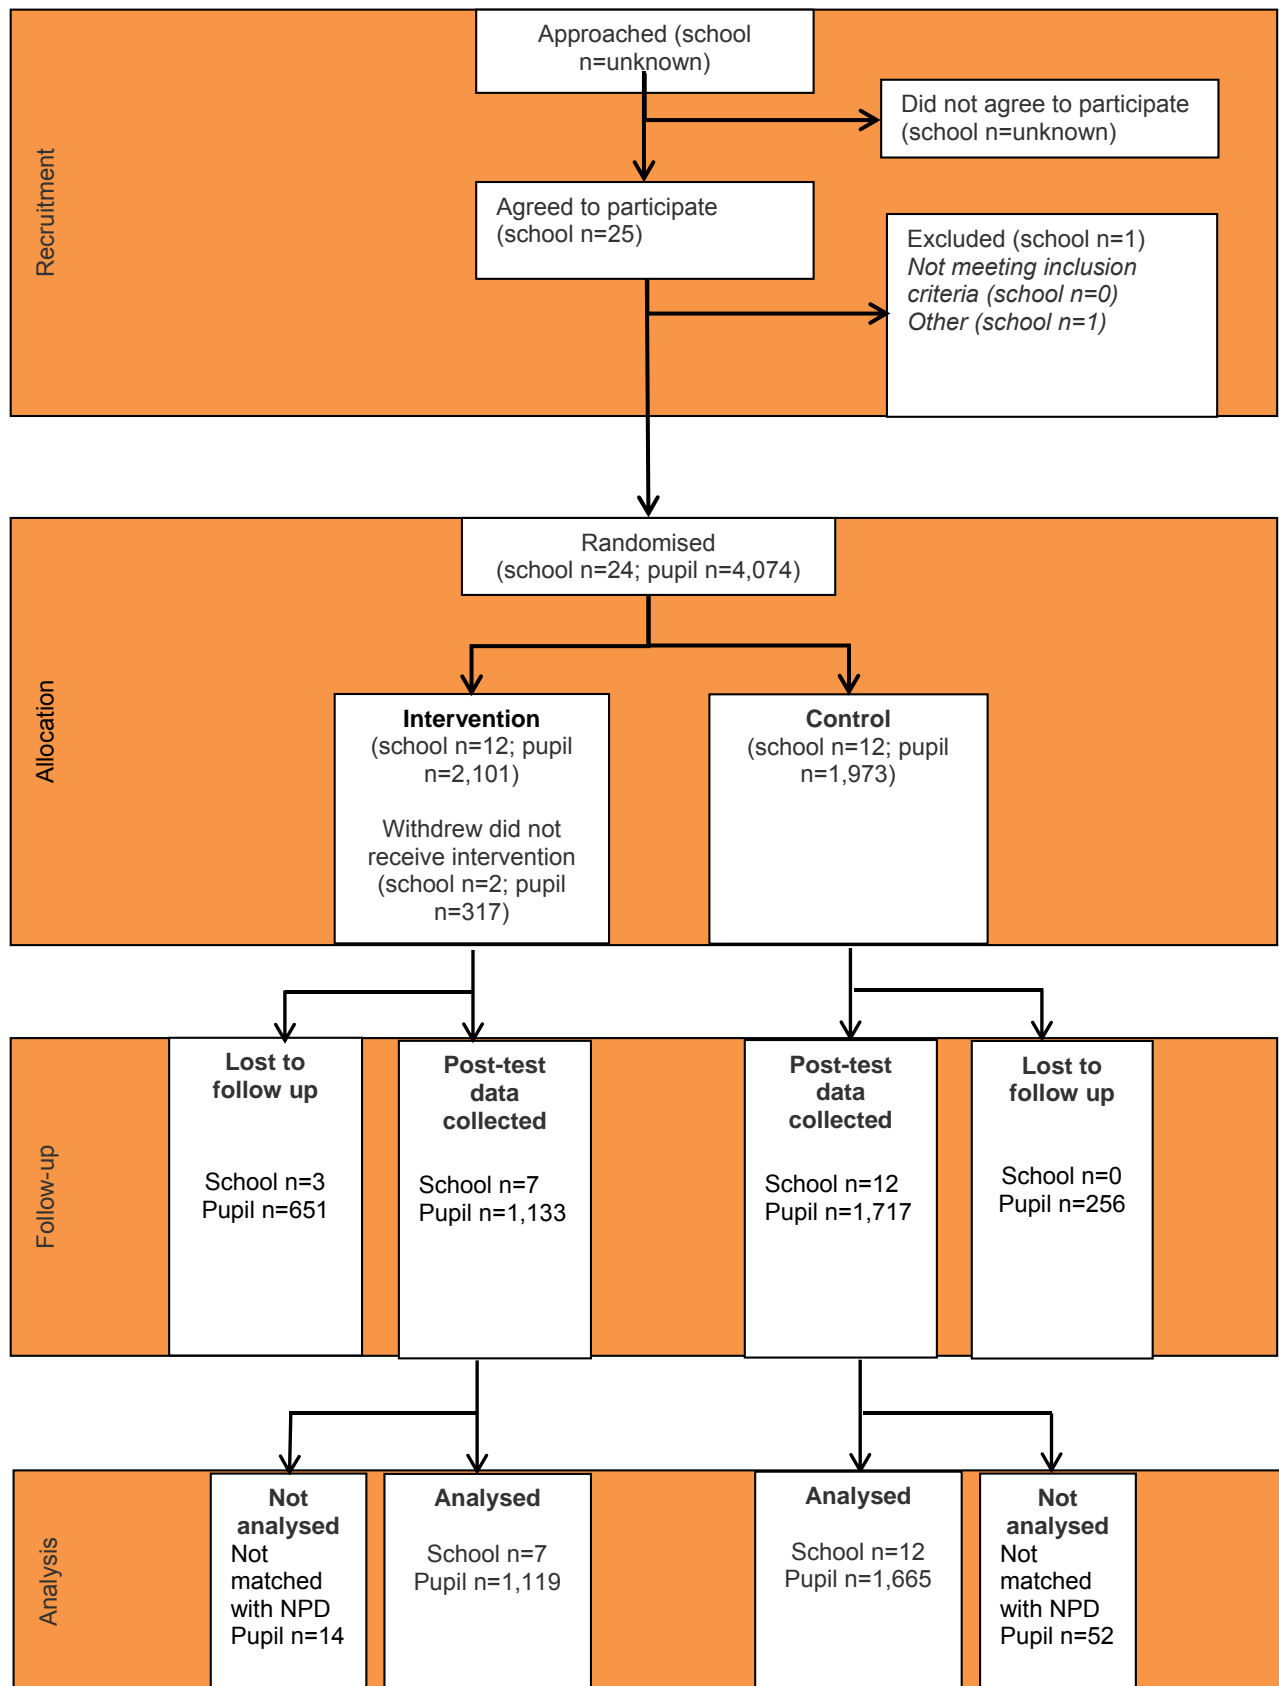 Recruitment
Approached (school
n=unknown)
Did not agree to participate
(school n=unknown)
Agreed to participate
(school n=25)
Excluded (school n=1)
Not meeting inclusion
criteria (school n=0)
Other (school n=1)
Allocation
Randomised
(school n=24; pupil n=4,074)
Intervention
(school n=12; pupil
n=2,101)
Withdrew did not
receive intervention
(school n=2; pupil
n=317)
Control
(school n=12; pupil
n=1,973)
Follow-up
Lost to
follow up
School n=3
Pupil n=651
Post-test
data
collected
School n=7
Pupil n=1,133
Post-test
data
collected
School n=12
Pupil n=1,717
Lost to
follow up
School n=0
Pupil n=256
Analysis
Not
analysed
Not
matched
with NPD
Pupil n=14
Analysed
School n=7
Pupil n=1,119
Analysed
School n=12
Pupil n=1,665
Not
analysed
Not
matched
with NPD
Pupil n=52